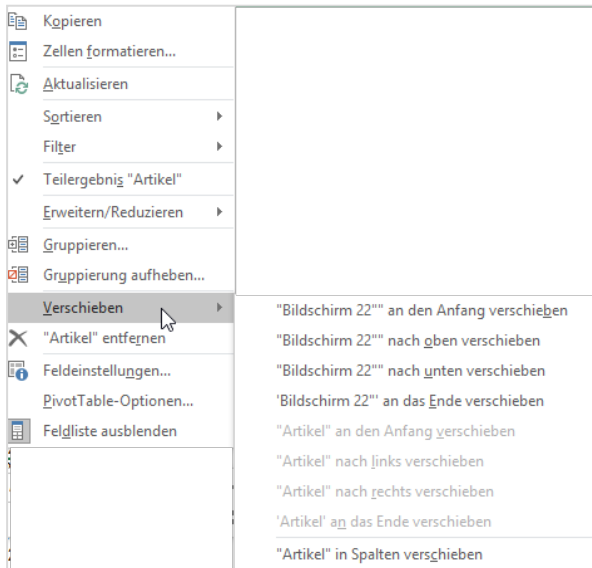 Kopieren
Zellen formatieren...
Aktualisieren
Sortieren
Filter
Teilergebnis "Artikel"
Erweitern/Reduzieren
Gruppieren...
Gruppierung aufheben...
Verschieben
"Artikel" entfernen
Feldeinstellungen...
PivotTable-Optionen...
Feldliste ausblenden
"Bildschirm 22"" an den Anfang verschieben
"Bildschirm 22"" nach oben verschieben
"Bildschirm 22"" nach unten verschieben
'Bildschirm 22"' an das Ende verschieben
"Artikel" an den Anfang verschieben
"Artikel" nach links verschieben
"Artikel" nach rechts verschieben
'Artikel' an das Ende verschieben
"Artikel" in Spalten verschieben